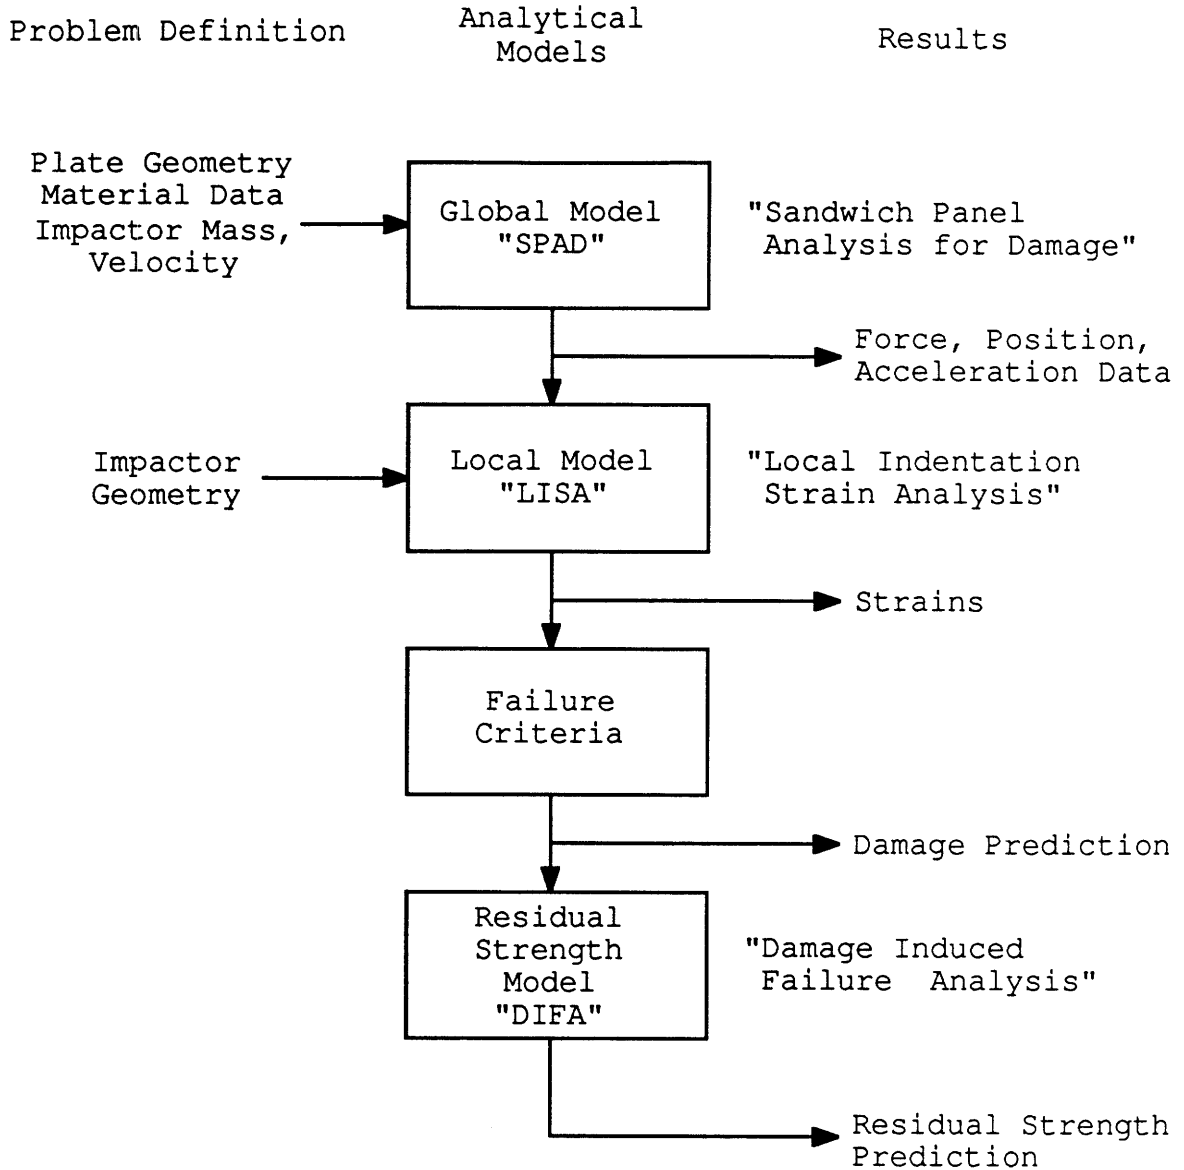 Problem Definition
Analytical
Models
Results
Plate Geometry
Material Data
Impactor Mass,
Velocity
Global Model
"SPAD"
"Sandwich Panel
Analysis for Damage"
Force, Position,
Acceleration Data
Impactor
Geometry
Local Model
"LISA"
"Local Indentation
Strain Analysis"
Strains
Failure
Criteria
Damage Prediction
Residual
Strength
Model
"DIFA"
"Damage Induced
Failure Analysis"
Residual Strength
Prediction